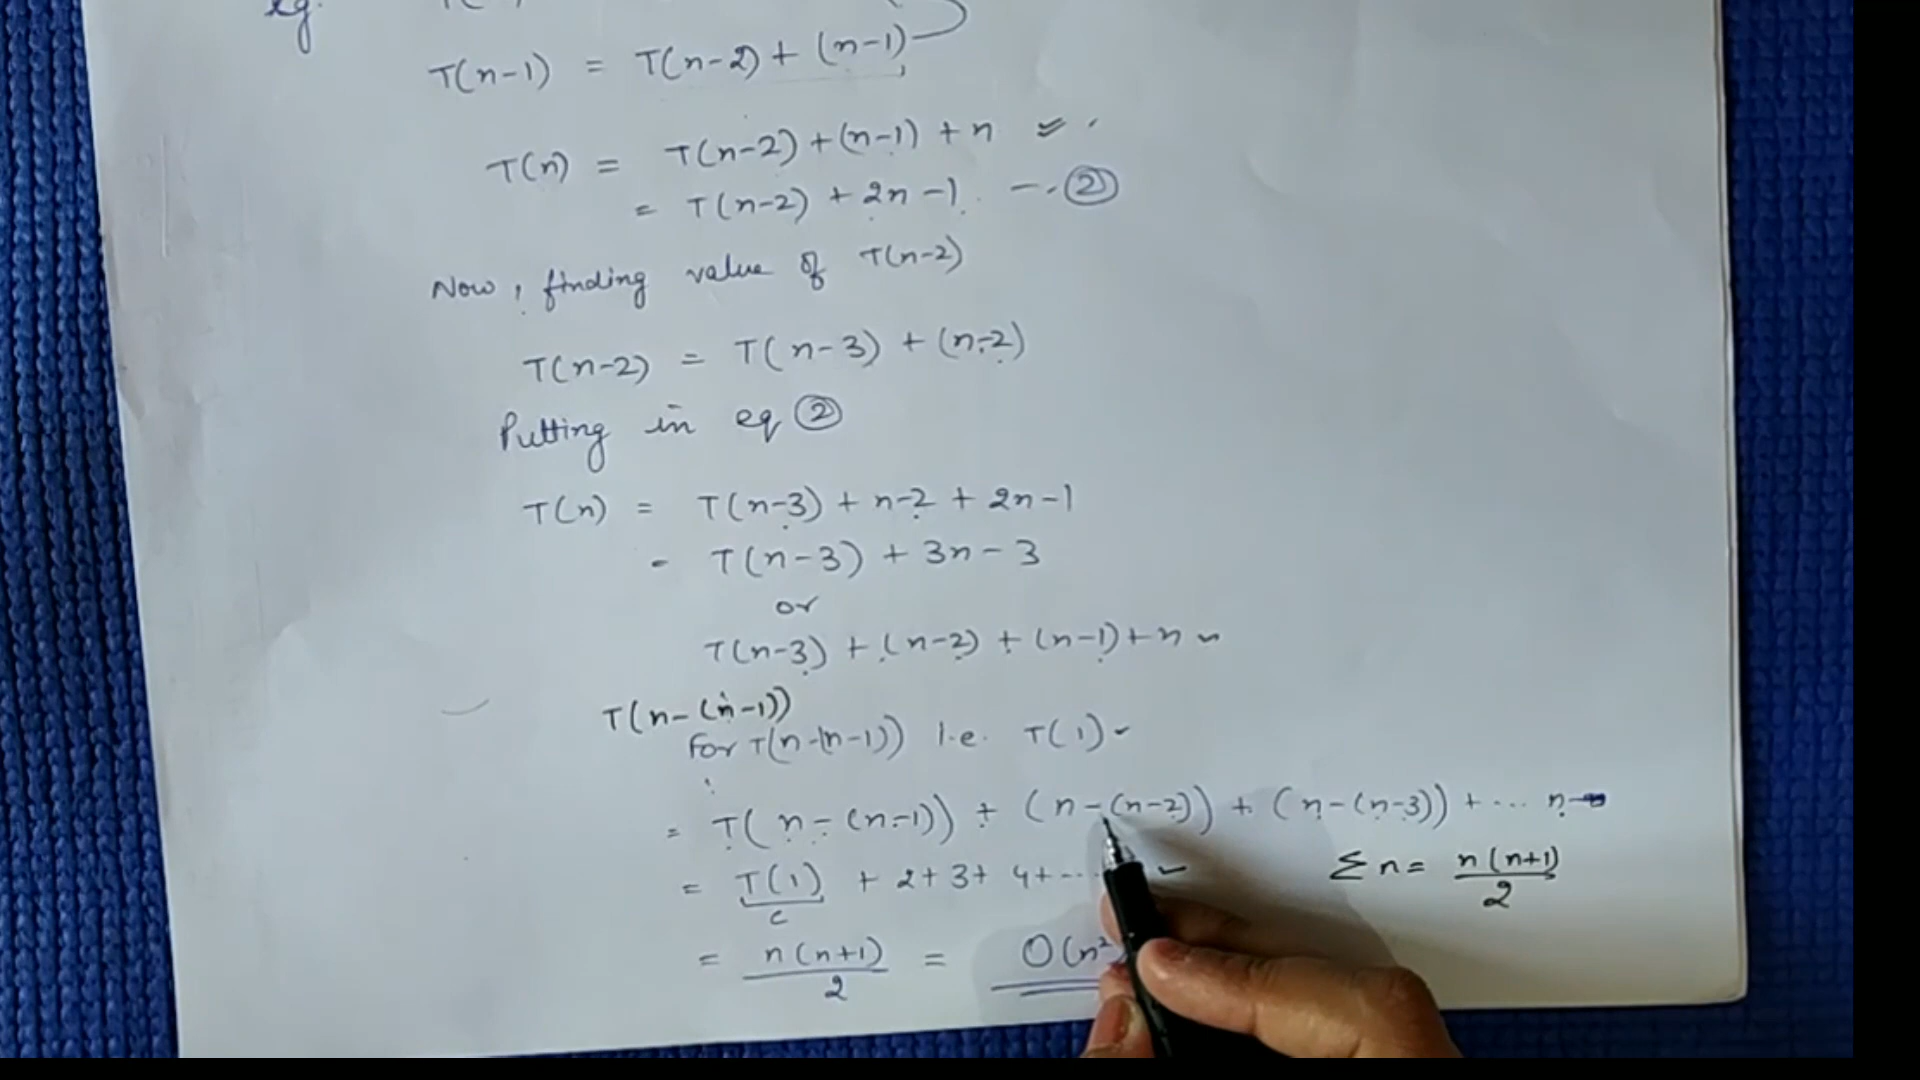 eg.
T(n-1) = T(n-2) + (n-1)
T(n) = T(n-2) + (n-1) + n
= T(n-2) + 2n - 1 - ②
Now, finding value of T(n-2)
T(n-2) = T(n-3) + (n-2)
Putting in eq ②
T(n) = T(n-3) + n-2 + 2n-1
- T(n-3) + 3n - 3
or
T(n-3) + (n-2) + (n-1) + n
T(n-(n-1))
For T(n-(n-1)) i.e. T(1)
= T(n-(n-1)) + (n-(n-2)) + (n-(n-3)) + ... n
= T(1) + 2+3+ 4+...
c
Σn = n(n+1)/2
= n(n+1)/2 = O(n²